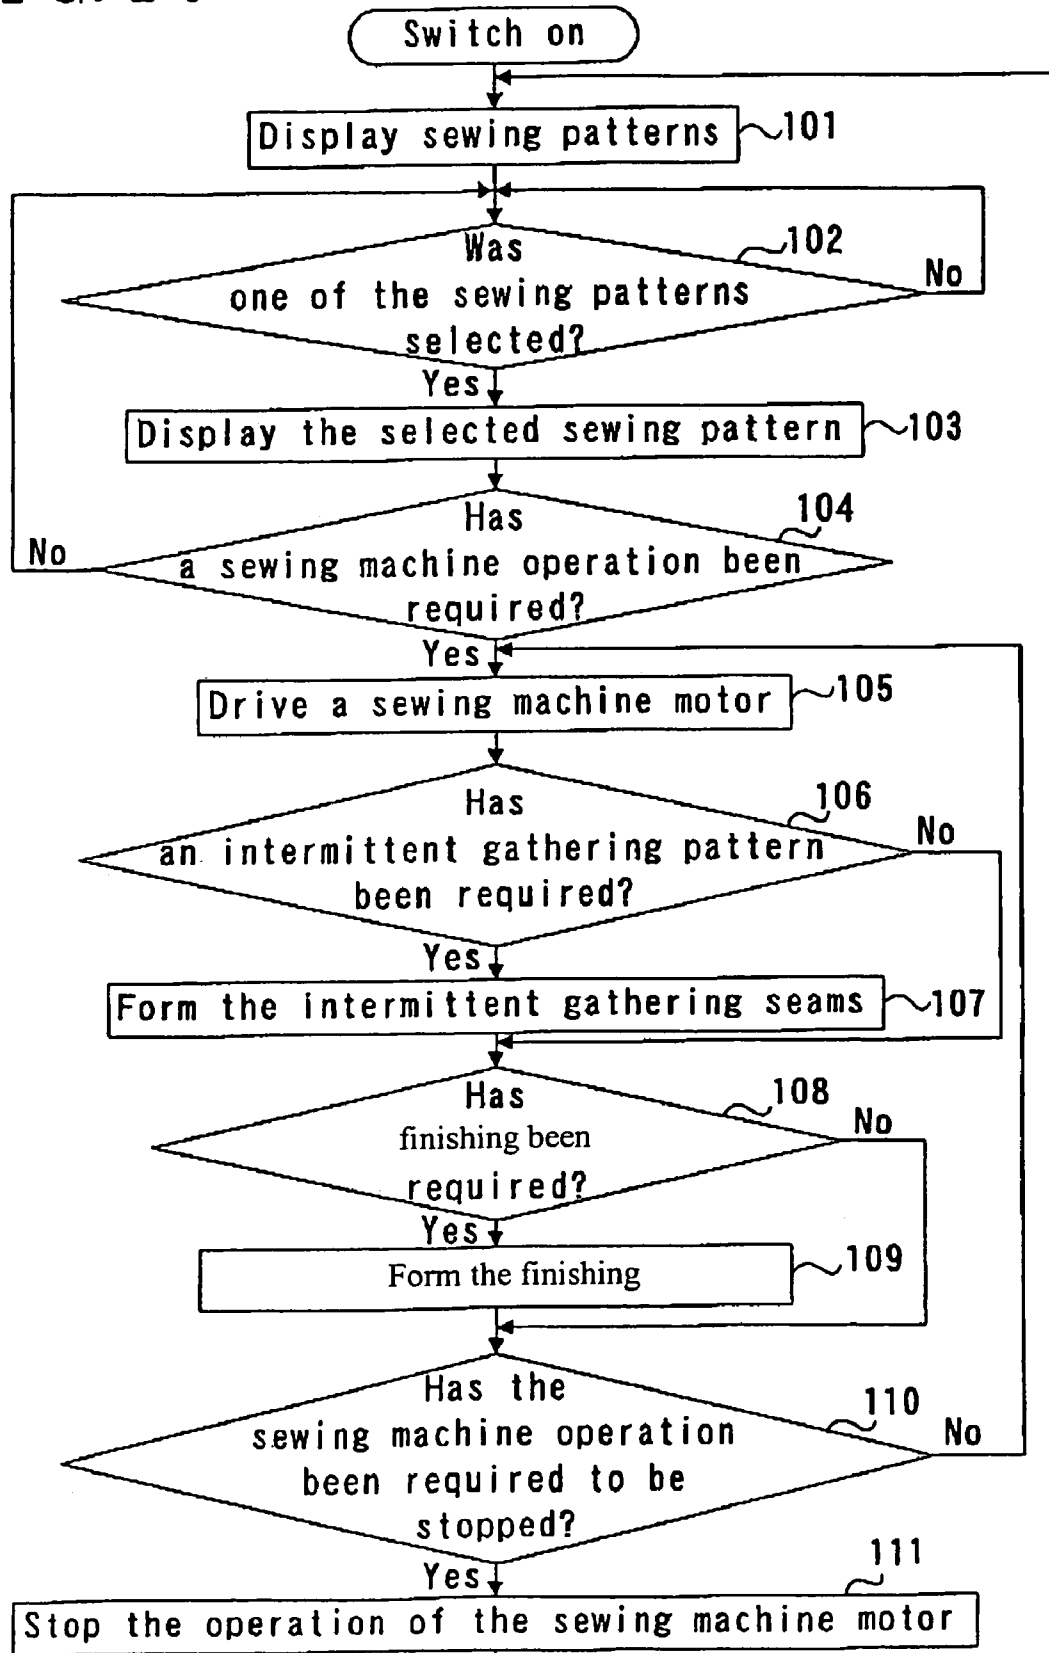 Switch on
Display sewing patterns
101
Was
102
one of the sewing patterns
No
selected?
Yes
Display the selected sewing pattern
103
Has
104
No
a sewing machine operation been
required?
Yes
Drive a sewing machine motor
105
Has
106
No
an intermittent gathering pattern
been required?
Yes
Form the intermittent gathering seams
107
Has
108
No
finishing been
required?
Yes
Form the finishing
109
Has the
110
sewing machine operation
No
been required to be
stopped?
Yes
111
Stop the operation of the sewing machine motor